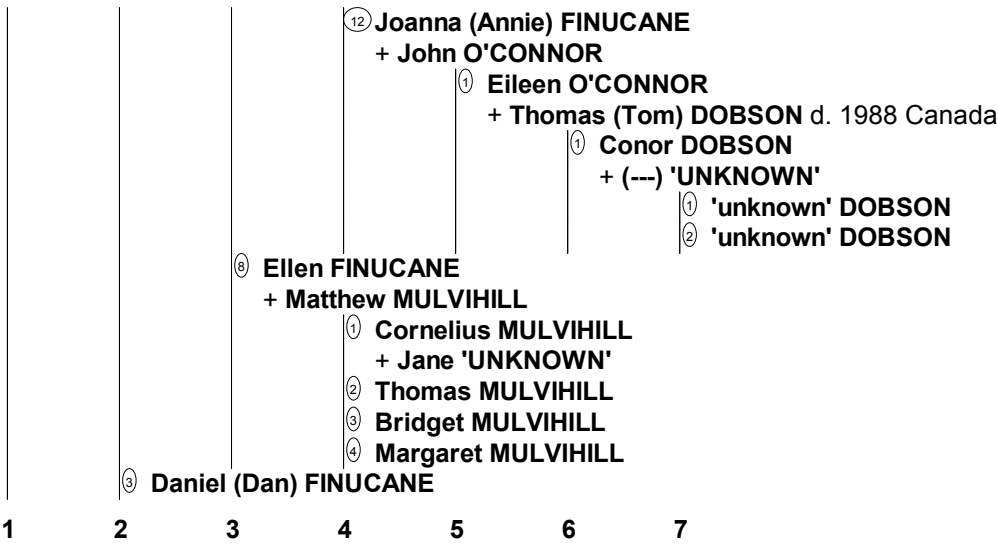 12 Joanna (Annie) FINUCANE
+ John O'CONNOR
1 Eileen O'CONNOR
+ Thomas (Tom) DOBSON d. 1988 Canada
1 Conor DOBSON
+ (---) 'UNKNOWN'
1 'unknown' DOBSON
2 'unknown' DOBSON
8 Ellen FINUCANE
+ Matthew MULVIHILL
1 Cornelius MULVIHILL
+ Jane 'UNKNOWN'
2 Thomas MULVIHILL
3 Bridget MULVIHILL
4 Margaret MULVIHILL
3 Daniel (Dan) FINUCANE
1 2 3 4 5 6 7